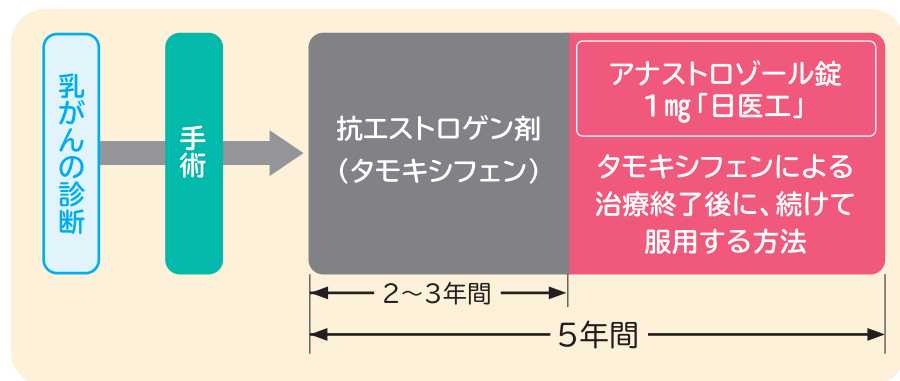 乳がんの診断
手術
抗エストロゲン剤
（タモキシフェン）
アナストロゾール錠
1㎎「日医工」
タモキシフェンによる
治療終了後に、続けて
服用する方法
2～3年間
5年間